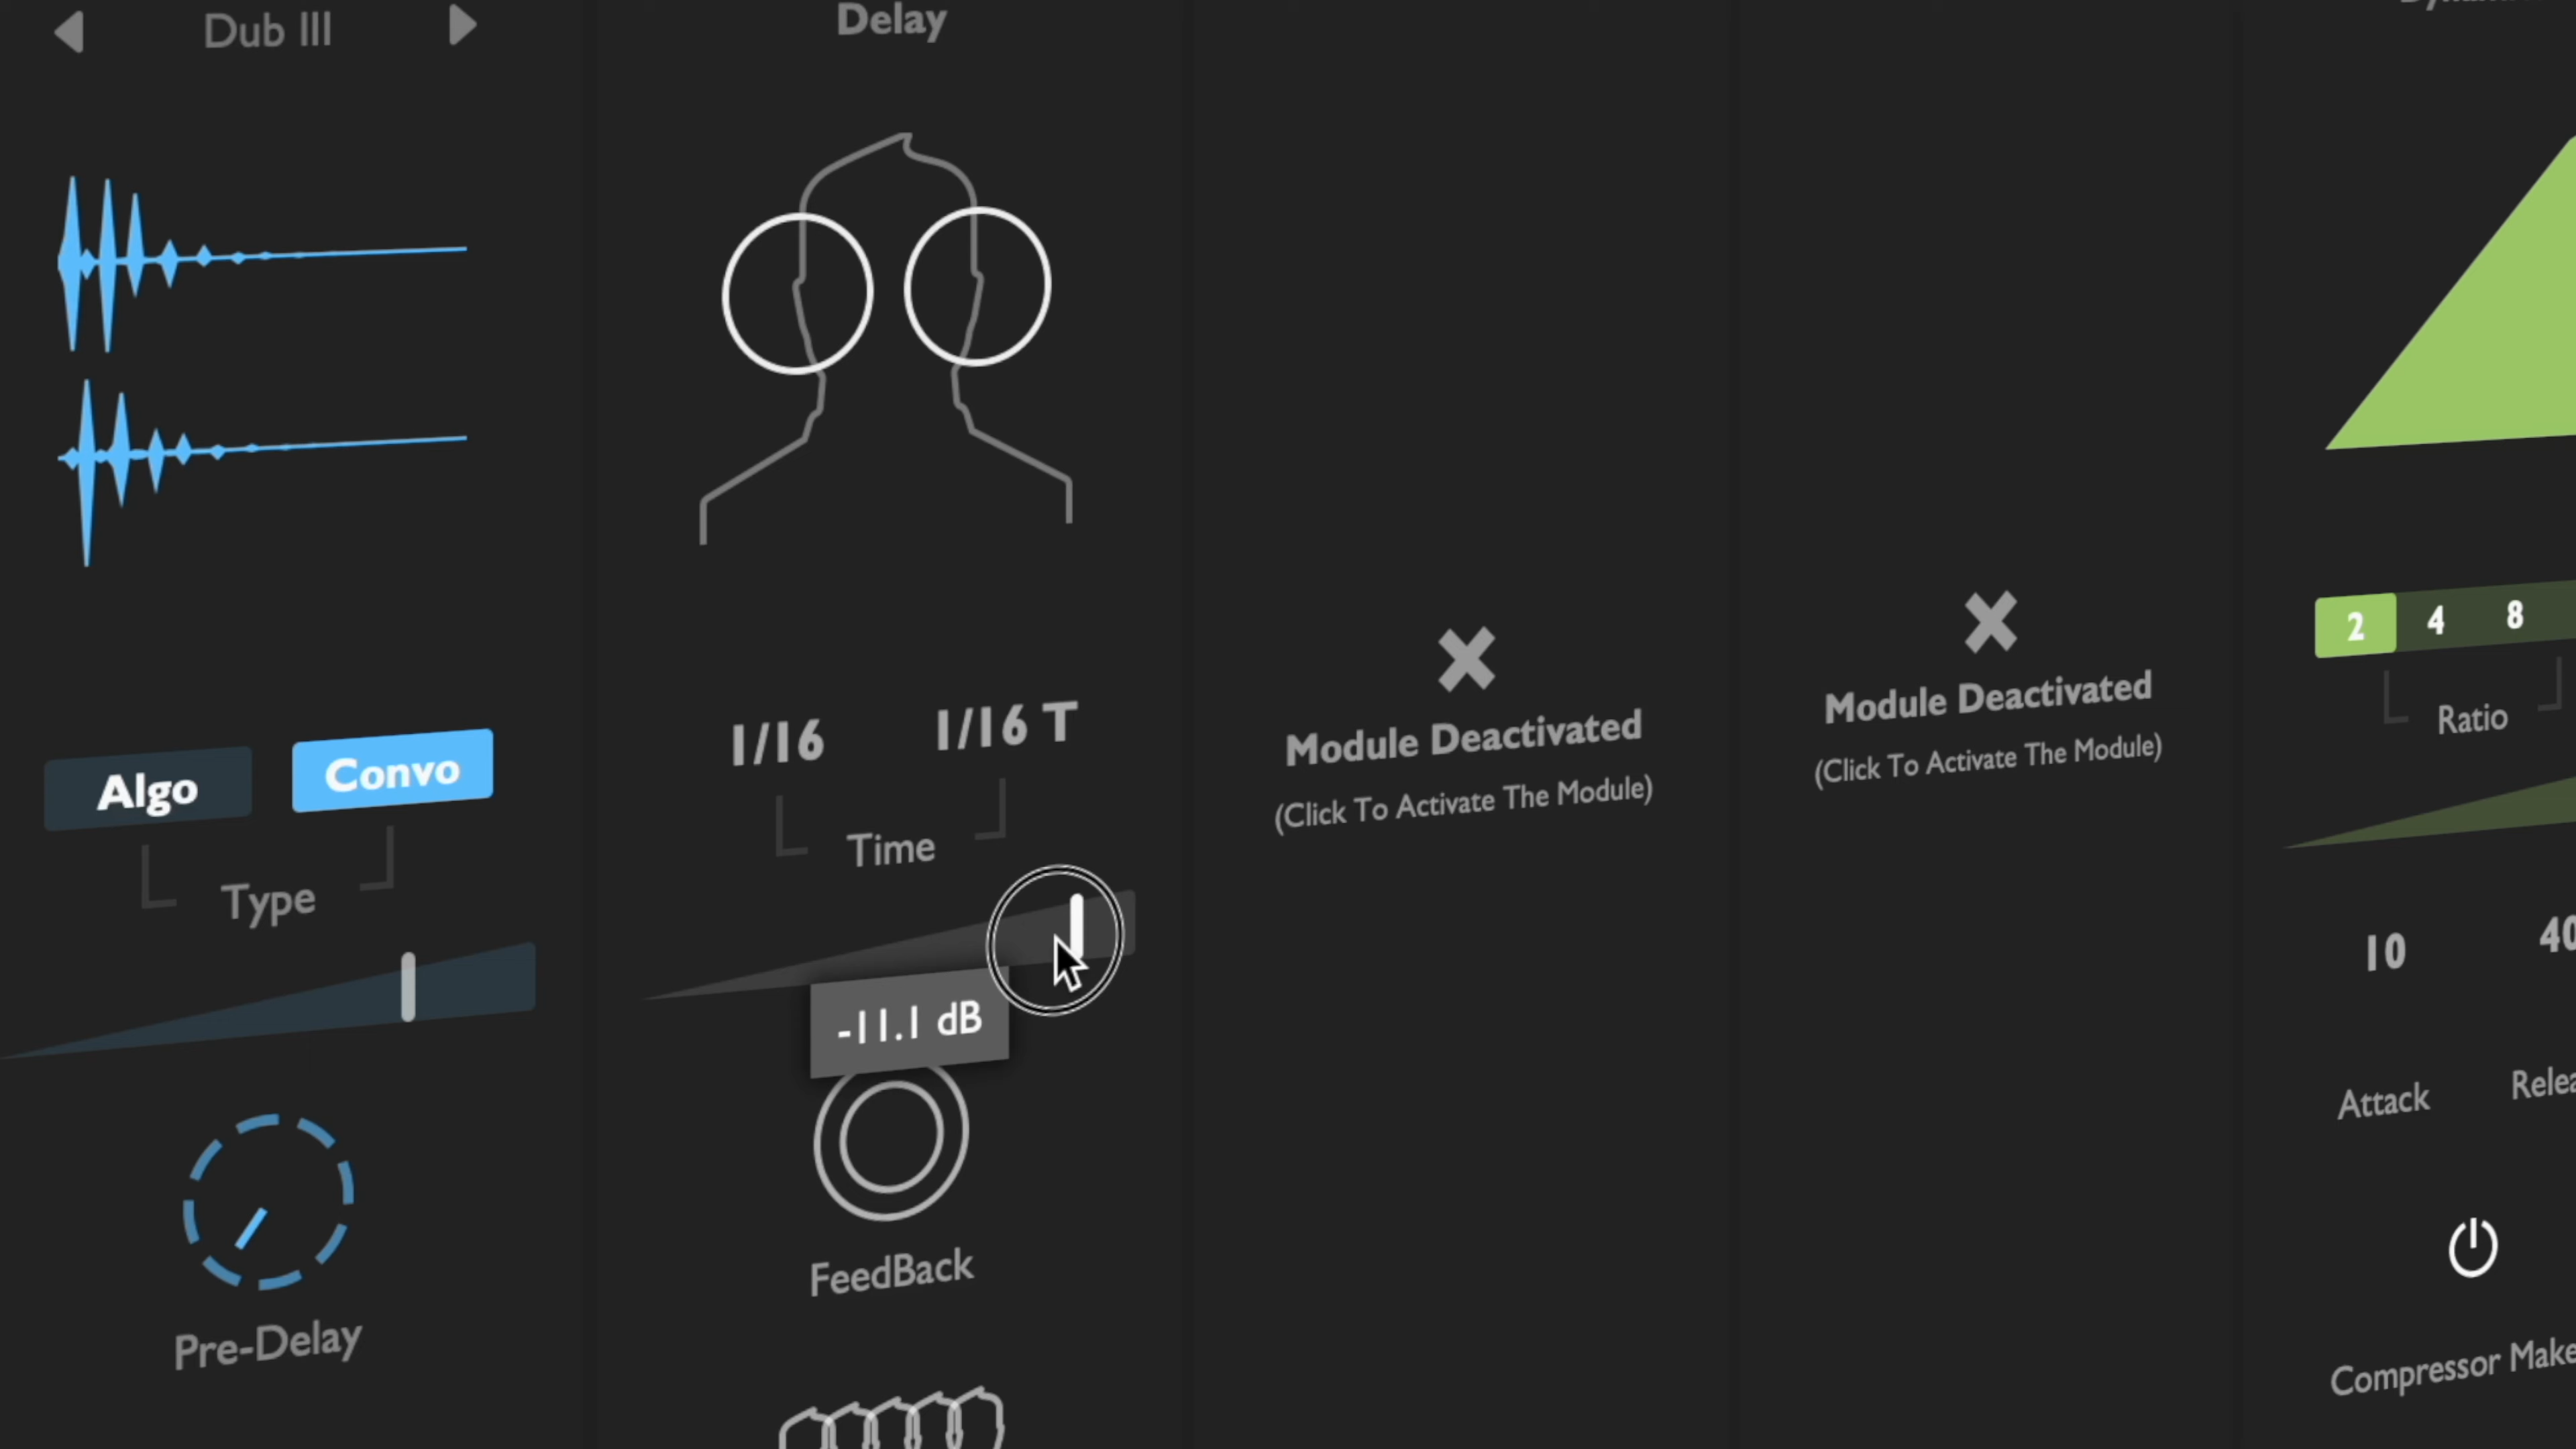 Dub III
Algo
Convo
Type
Pre-Delay
Delay
1/16
1/16 T
Time
-11.1 dB
FeedBack
Module Deactivated
(Click To Activate The Module)
Module Deactivated
(Click To Activate The Module)
2 4 8
Ratio
10
Attack
Compressor